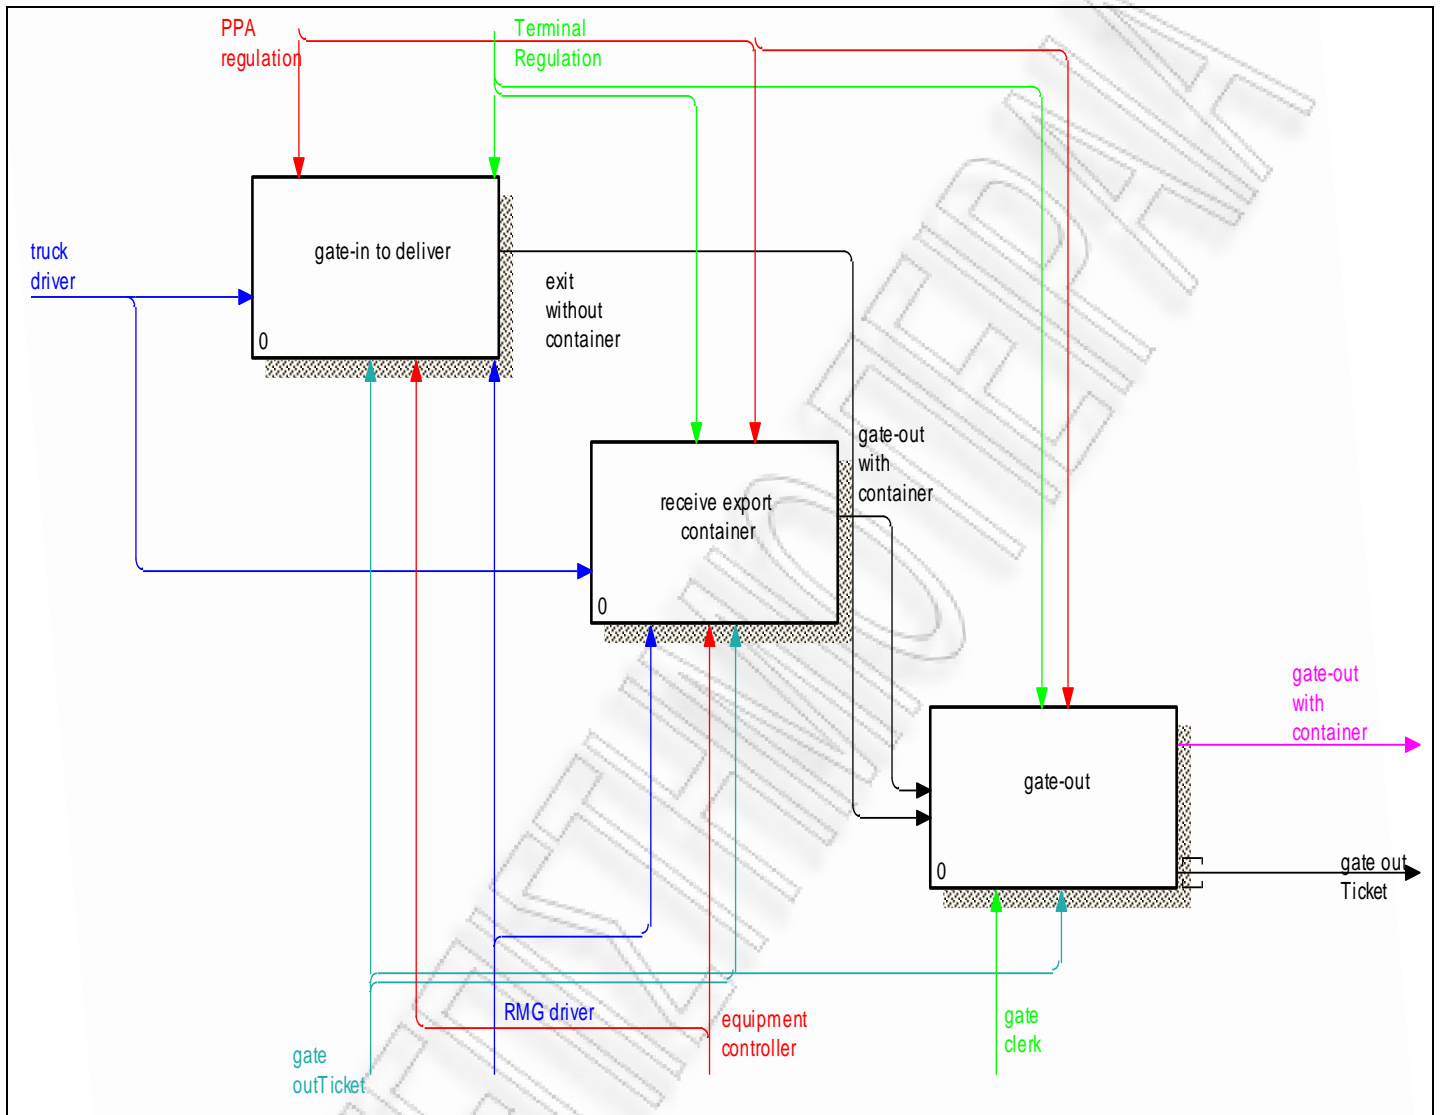 PPA
regulation
Terminal
Regulation
truck
driver
gate-in to deliver
0
exit
without
container
gate-out
with
container
receive export
container
0
gate-out
with
container
gate-out
0
gate out
Ticket
RMG driver
equipment
controller
gate
clerk
gate
outTicket